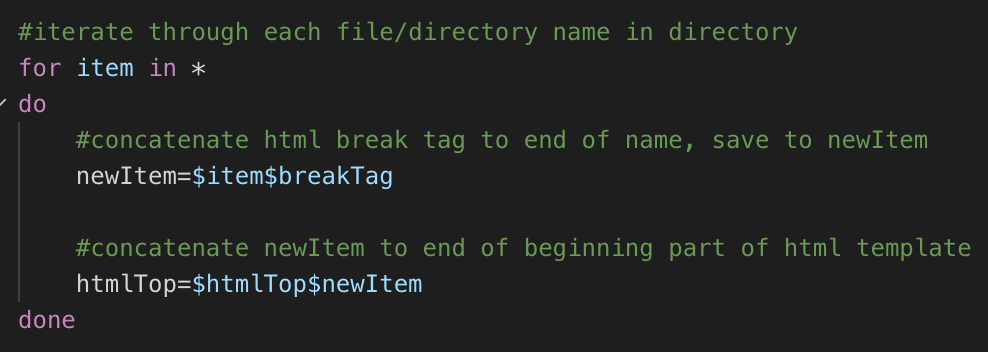 #iterate through each file/directory name in directory
for item in *
do
    #concatenate html break tag to end of name, save to newItem
    newItem=$item$breakTag
    #concatenate newItem to end of beginning part of html template
    htmlTop=$htmlTop$newItem
done